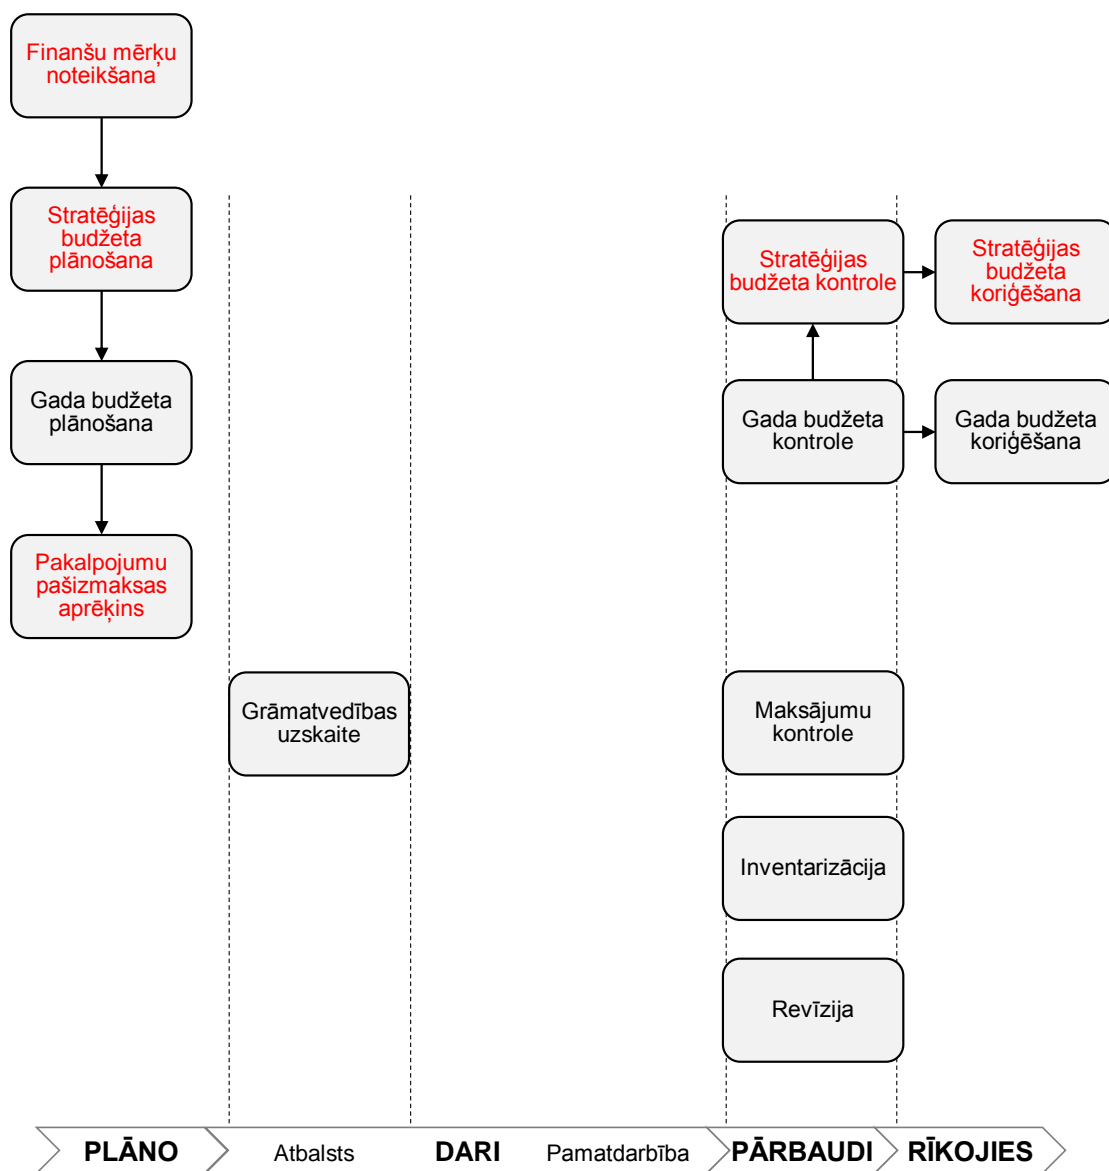 Finanšu mērķu
noteikšana
Stratēģijas
budžeta
plānošana
Stratēģijas
budžeta kontrole
Stratēģijas
budžeta
koriģēšana
Gada budžeta
plānošana
Gada budžeta
kontrole
Gada budžeta
koriģēšana
Pakalpojumu
pašizmaksas
aprēķins
Grāmatvedības
uzskaite
Maksājumu
kontrole
Inventarizācija
Revīzija
PLĀNO
Atbalsts
DARI
Pamatdarbība
PĀRBAUDI
RĪKOJIES